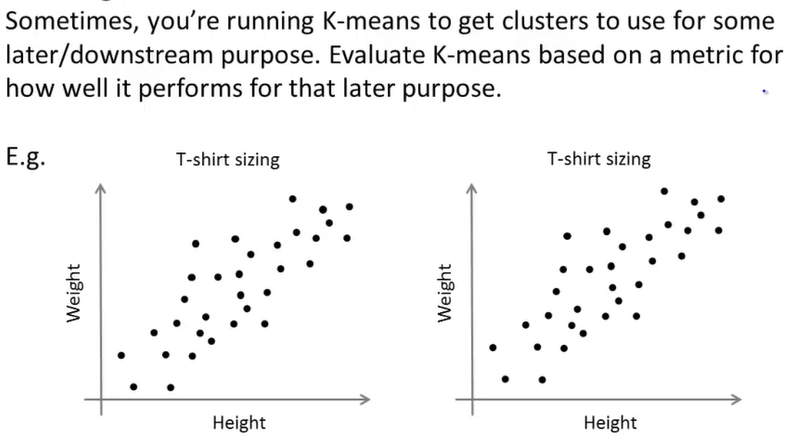 Sometimes, you're running K-means to get clusters to use for some
later/downstream purpose. Evaluate K-means based on a metric for
how well it performs for that later purpose.
E.g.
T-shirt sizing
T-shirt sizing
Weight
Weight
Height
Height